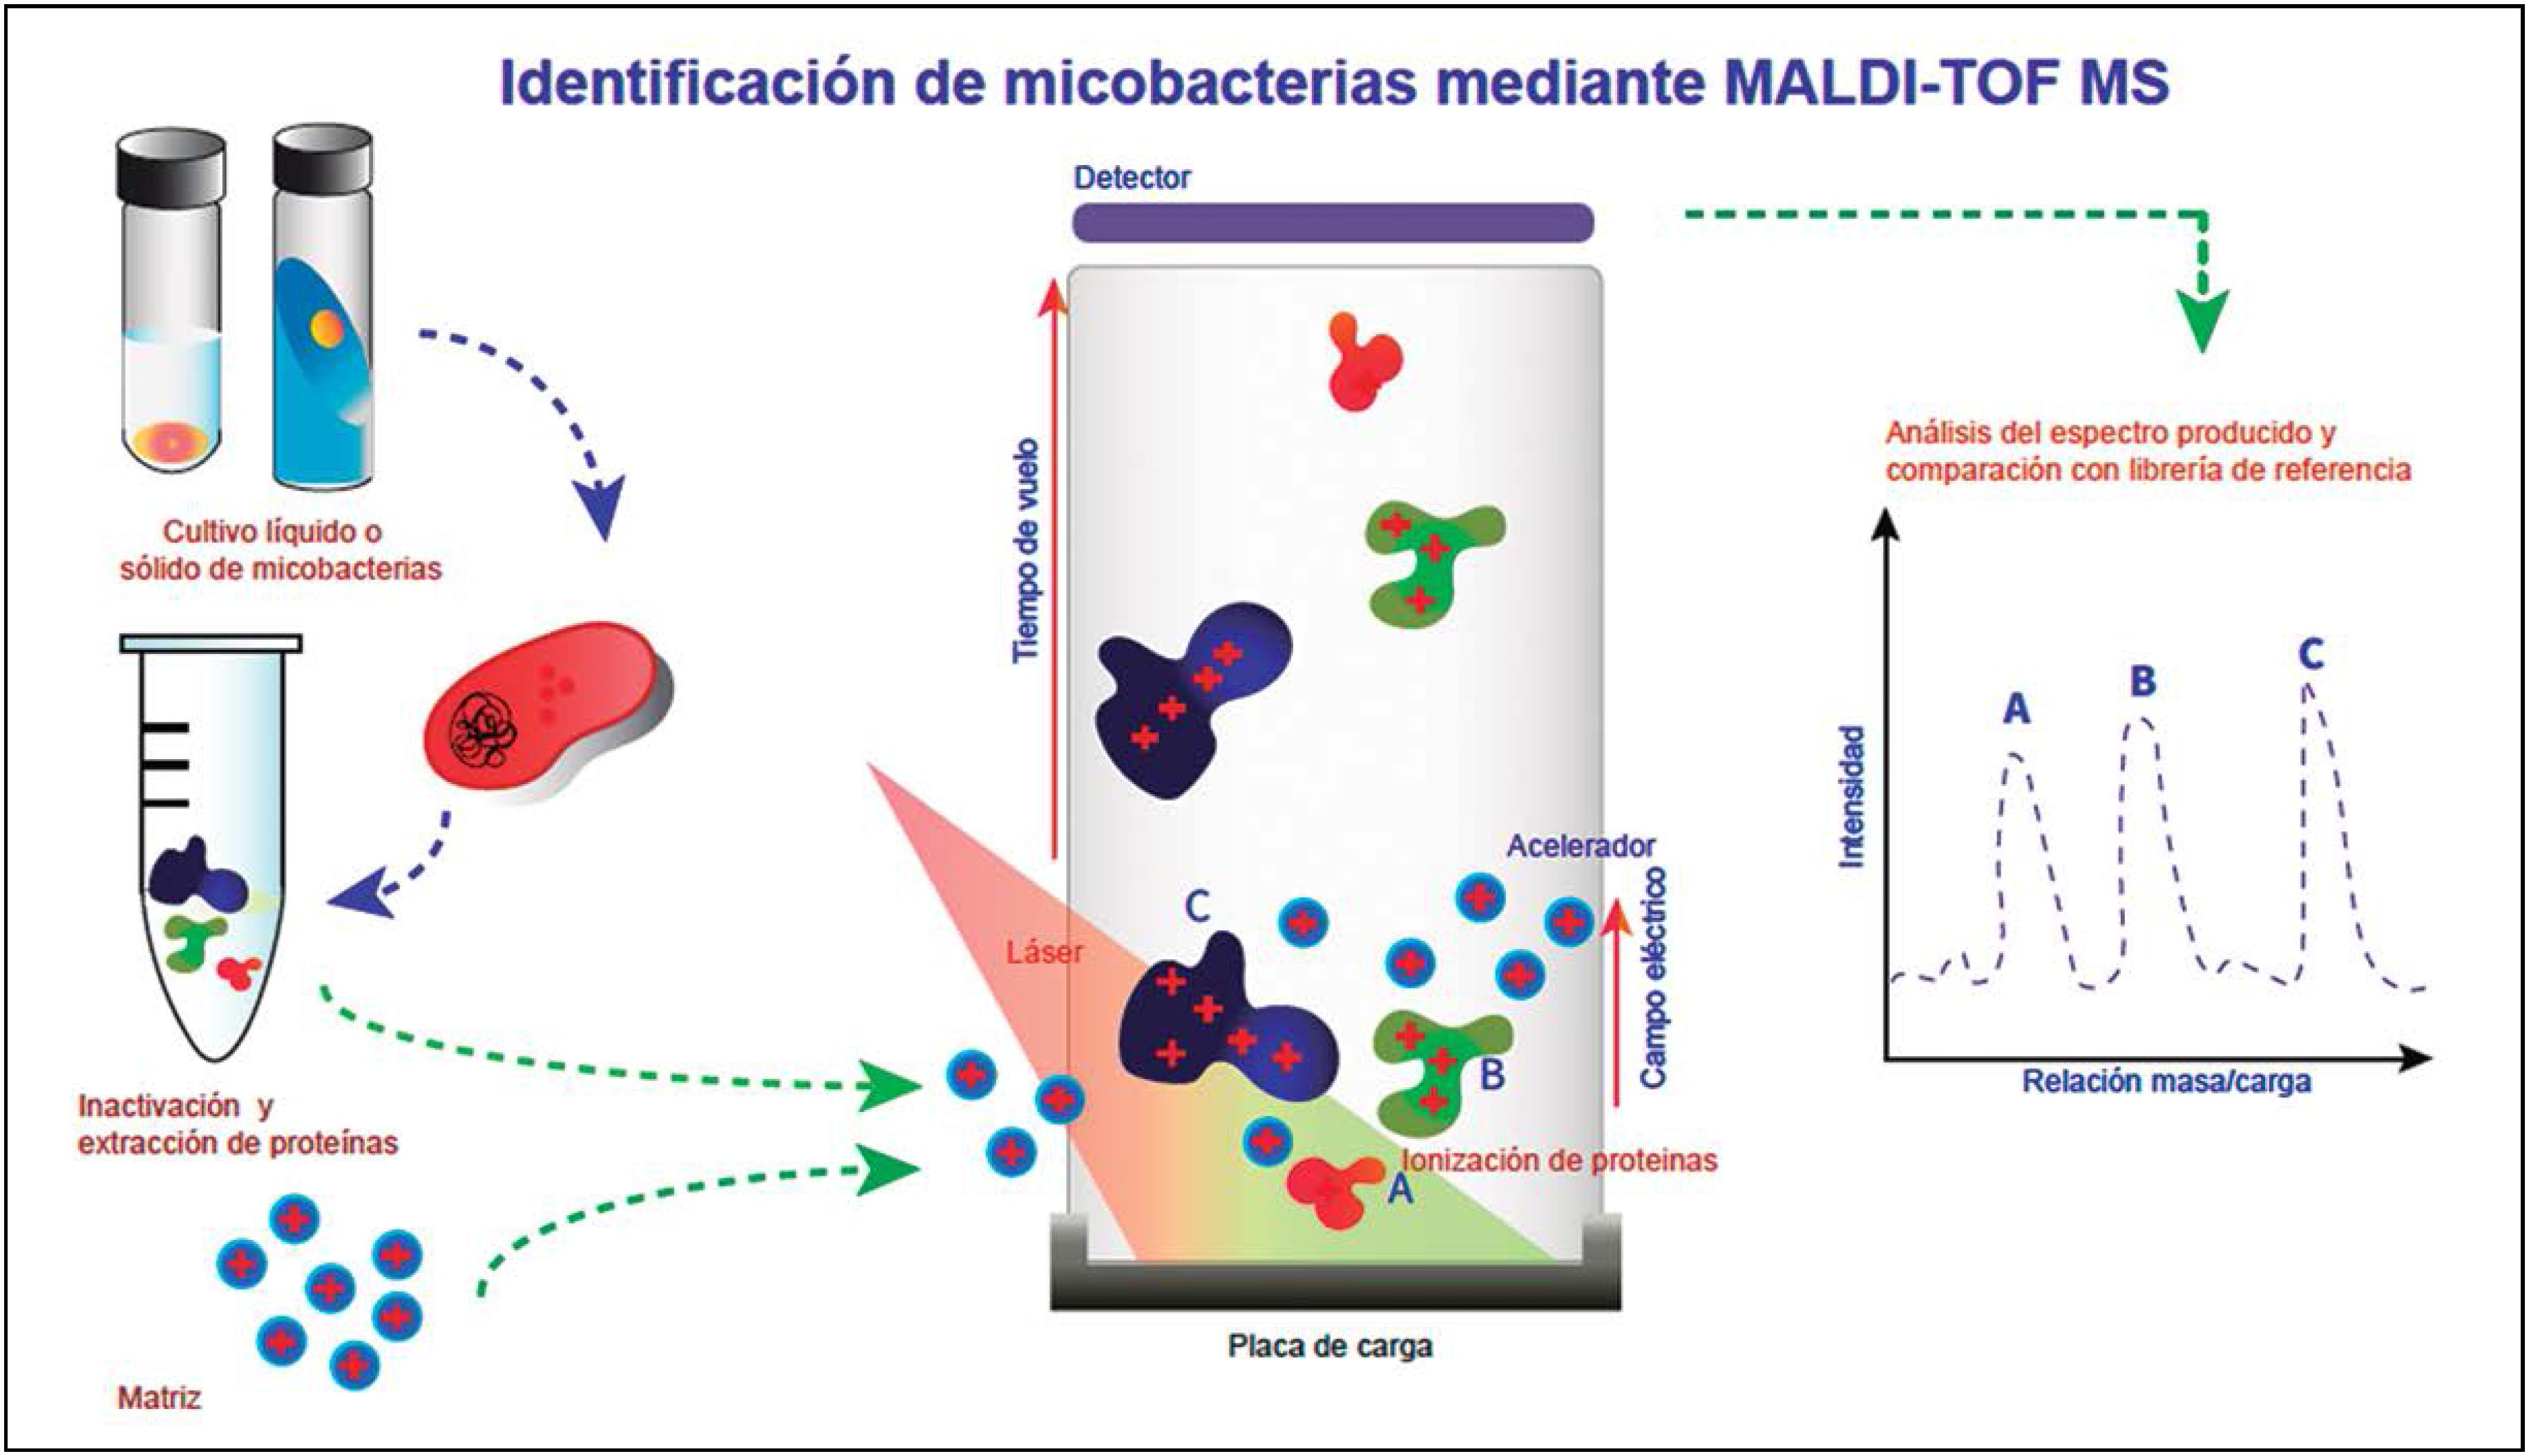 Identificación de micobacterias mediante MALDI-TOF MS
Cultivo líquido o
sólido de micobacterias
Inactivación y
extracción de proteínas
Matriz
Detector
Tiempo de vuelo
Láser
Acelerador
Campo eléctrico
C
B
A
Ionización de proteinas
Placa de carga
Análisis del espectro producido y
comparación con librería de referencia
Intensidad
A
B
C
Relación masa/carga